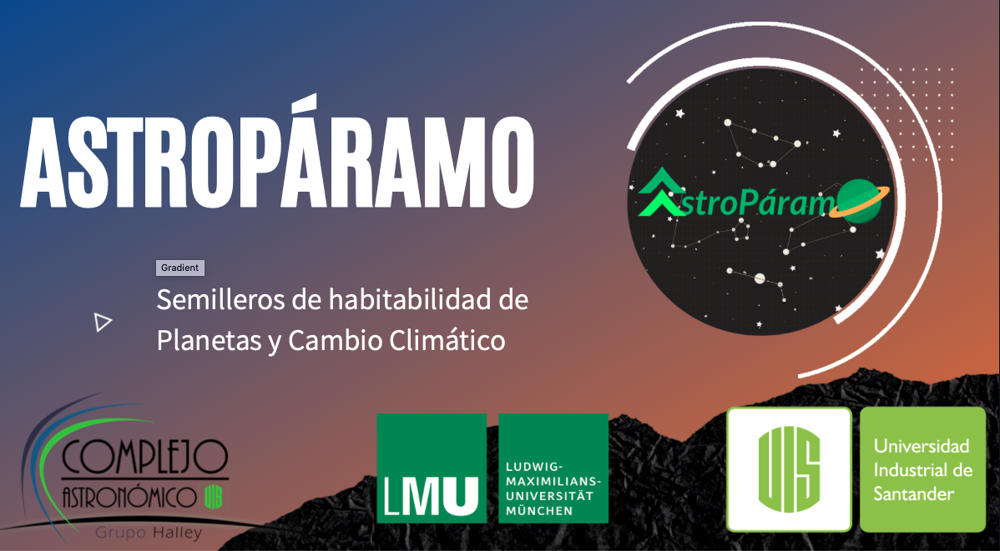 ASTROPÁRAMO
stroPáram
Gradient
Semilleros de habitabilidad de
Planetas y Cambio Climático
COMPLEJO
ASTRONÓMICO UIS
Grupo Halley
LMU
LUDWIG-
MAXIMILIANS-
UNIVERSITÄT
MÜNCHEN
UIS
Universidad
Industrial de
Santander